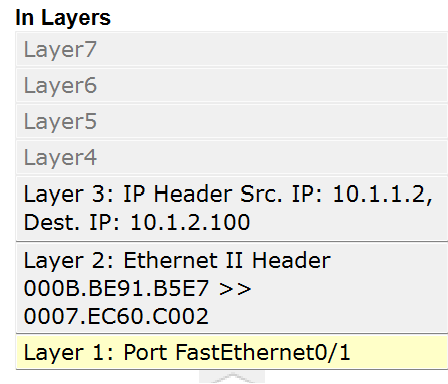 In Layers
Layer7
Layer6
Layer5
Layer4
Layer 3: IP Header Src. IP: 10.1.1.2,
Dest. IP: 10.1.2.100
Layer 2: Ethernet II Header
000B.BE91.B5E7 >>
0007.EC60.C002
Layer 1: Port FastEthernet0/1